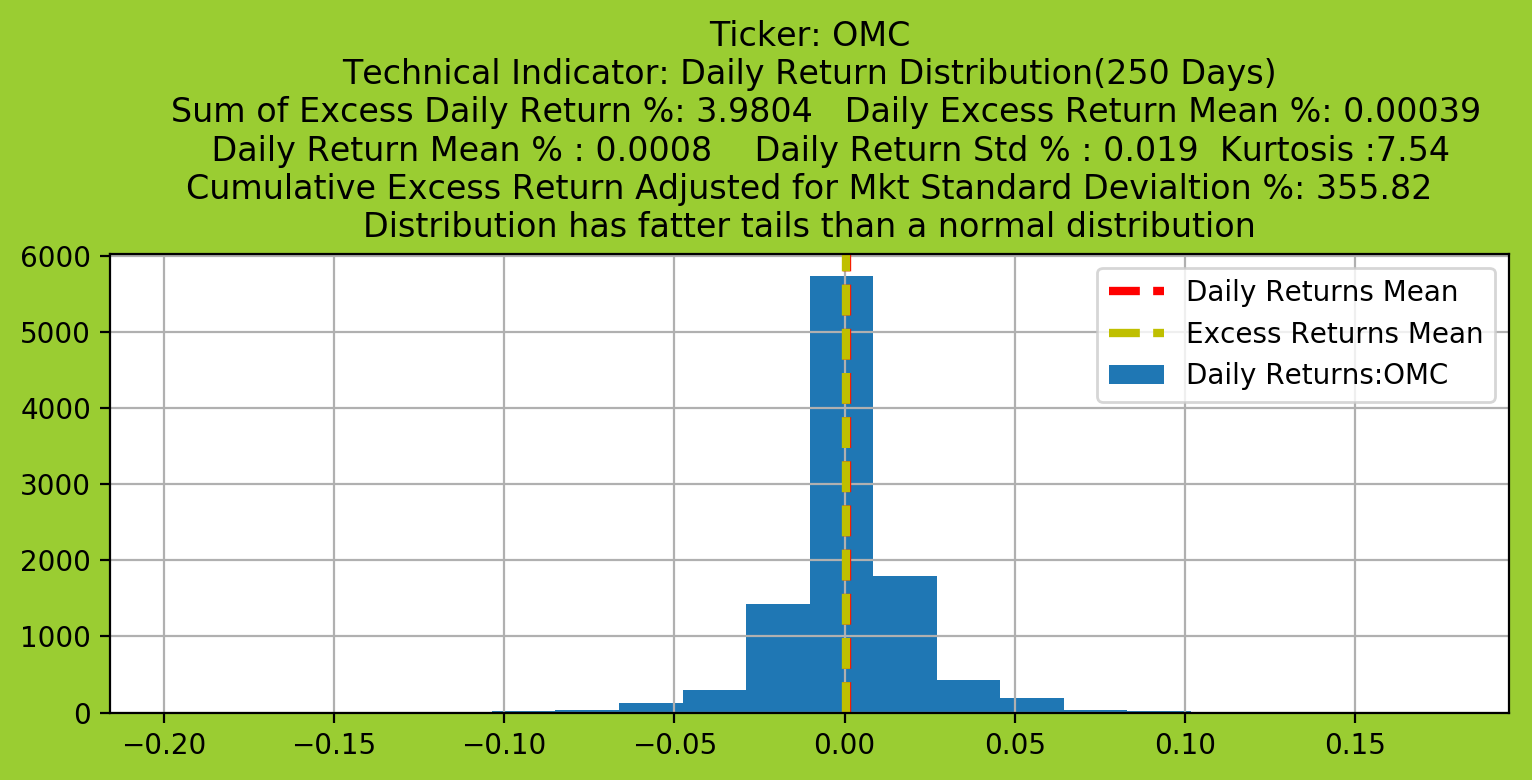 Ticker: OMC
Technical Indicator: Daily Return Distribution(250 Days)
Sum of Excess Daily Return %: 3.9804   Daily Excess Return Mean %: 0.00039
Daily Return Mean % : 0.0008    Daily Return Std % : 0.019  Kurtosis :7.54
Cumulative Excess Return Adjusted for Mkt Standard Devialtion %: 355.82
Distribution has fatter tails than a normal distribution
6000
5000
4000
3000
2000
1000
0
Daily Returns Mean
Excess Returns Mean
Daily Returns:OMC
−0.20 −0.15 −0.10 −0.05 0.00 0.05 0.10 0.15